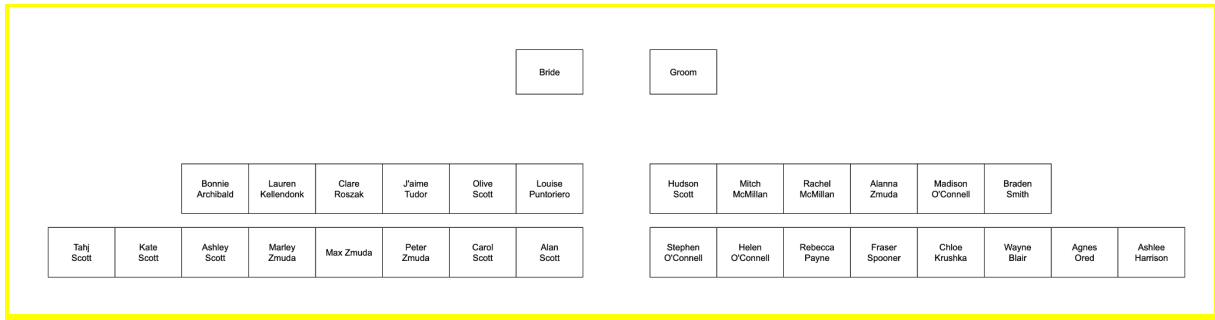 Bride
Groom
Bonnie
Archibald
Lauren
Kellendonk
Clare
Roszak
J'aime
Tudor
Olive
Scott
Louise
Puntoriero
Hudson
Scott
Mitch
McMillan
Rachel
McMillan
Alanna
Zmuda
Madison
O'Connell
Braden
Smith
Tahj
Scott
Kate
Scott
Ashley
Scott
Marley
Zmuda
Max Zmuda
Peter
Zmuda
Carol
Scott
Alan
Scott
Stephen
O'Connell
Helen
O'Connell
Rebecca
Payne
Fraser
Spooner
Chloe
Krushka
Wayne
Blair
Agnes
Ored
Ashlee
Harrison